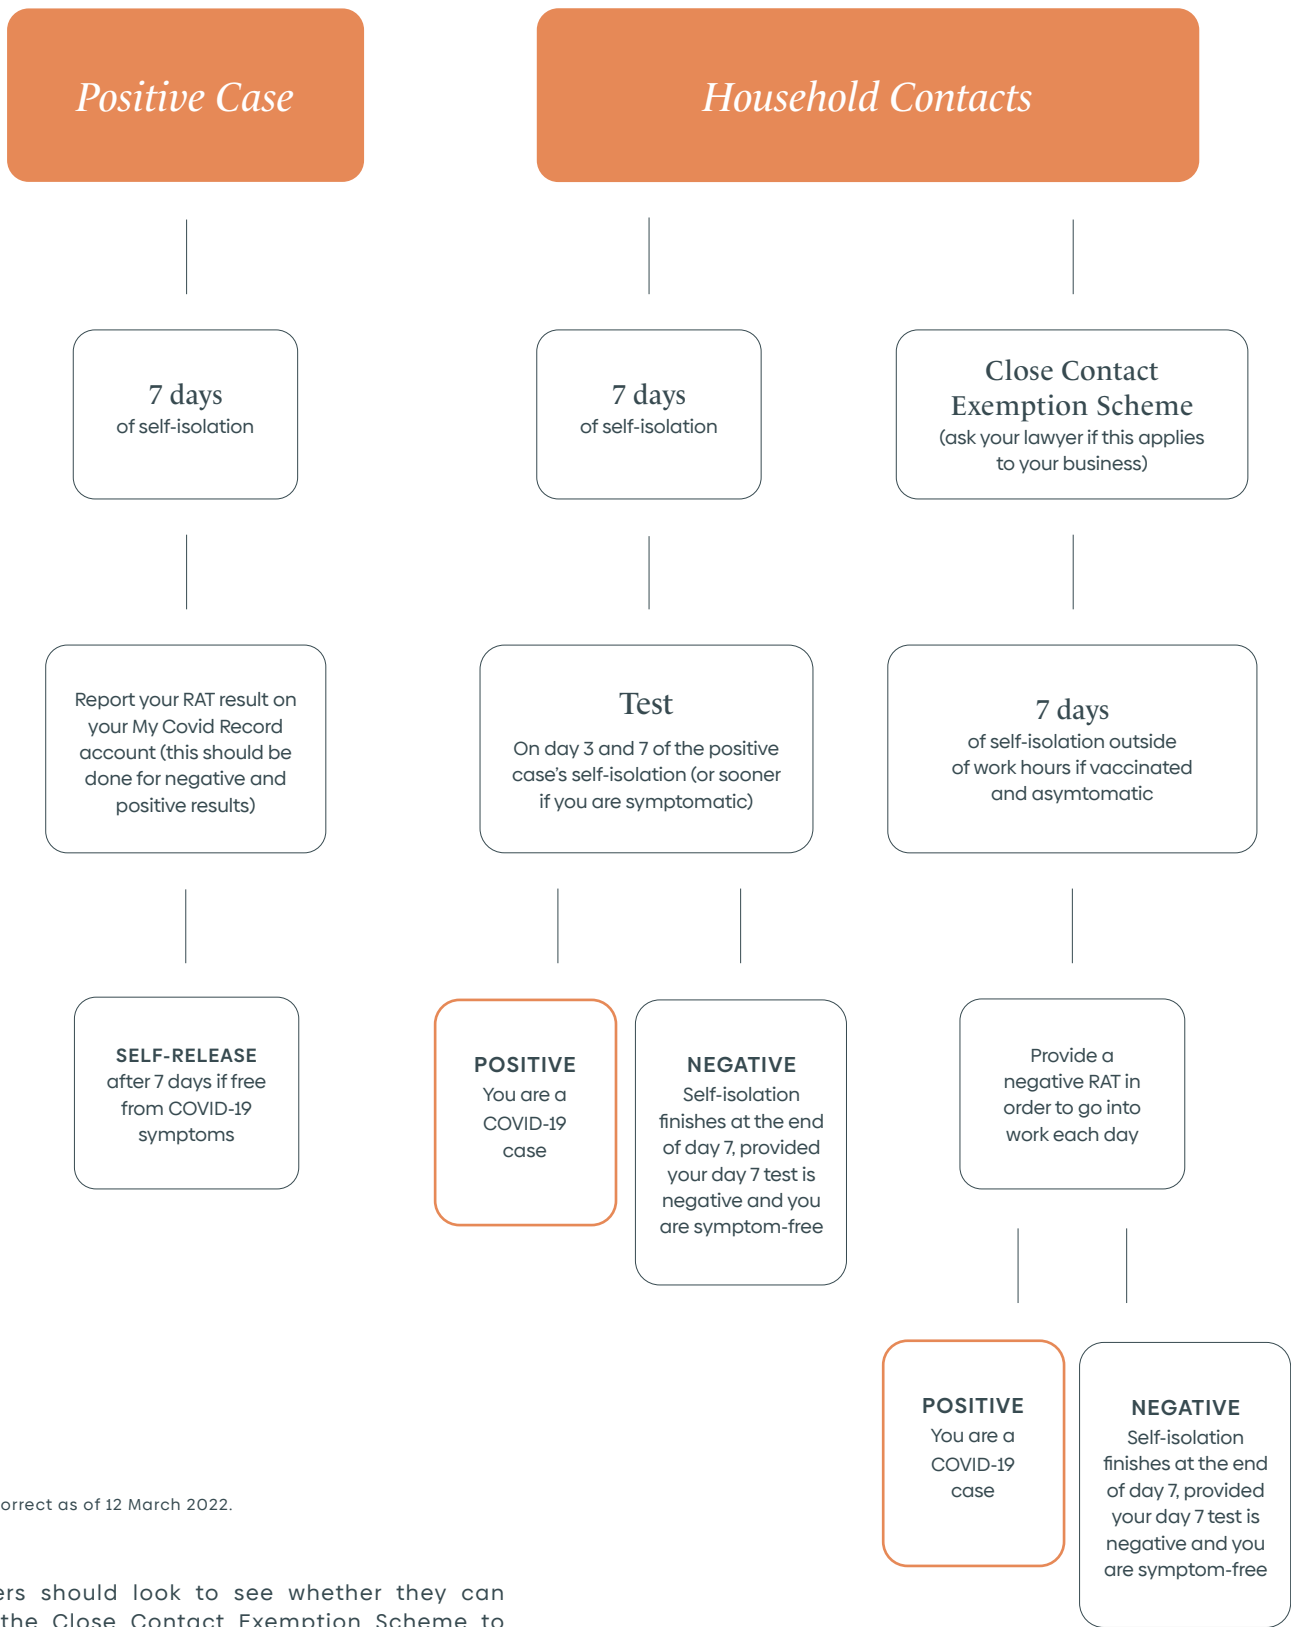 Positive Case
Household Contacts
7 days
of self-isolation
7 days
of self-isolation
Close Contact
Exemption Scheme
(ask your lawyer if this applies
to your business)
Report your RAT result on
your My Covid Record
account (this should be
done for negative and
positive results)
Test
On day 3 and 7 of the positive
case's self-isolation (or sooner
if you are symptomatic)
7 days
of self-isolation outside
of work hours if vaccinated
and asymtomatic
SELF-RELEASE
after 7 days if free
from COVID-19
symptoms
POSITIVE
You are a
COVID-19
case
NEGATIVE
Self-isolation
finishes at the end
of day 7, provided
your day 7 test is
negative and you
are symptom-free
Provide a
negative RAT in
order to go into
work each day
POSITIVE
You are a
COVID-19
case
NEGATIVE
Self-isolation
finishes at the end
of day 7, provided
your day 7 test is
negative and you
are symptom-free
orrect as of 12 March 2022.
ers should look to see whether they can
the Close Contact Exemption Scheme to